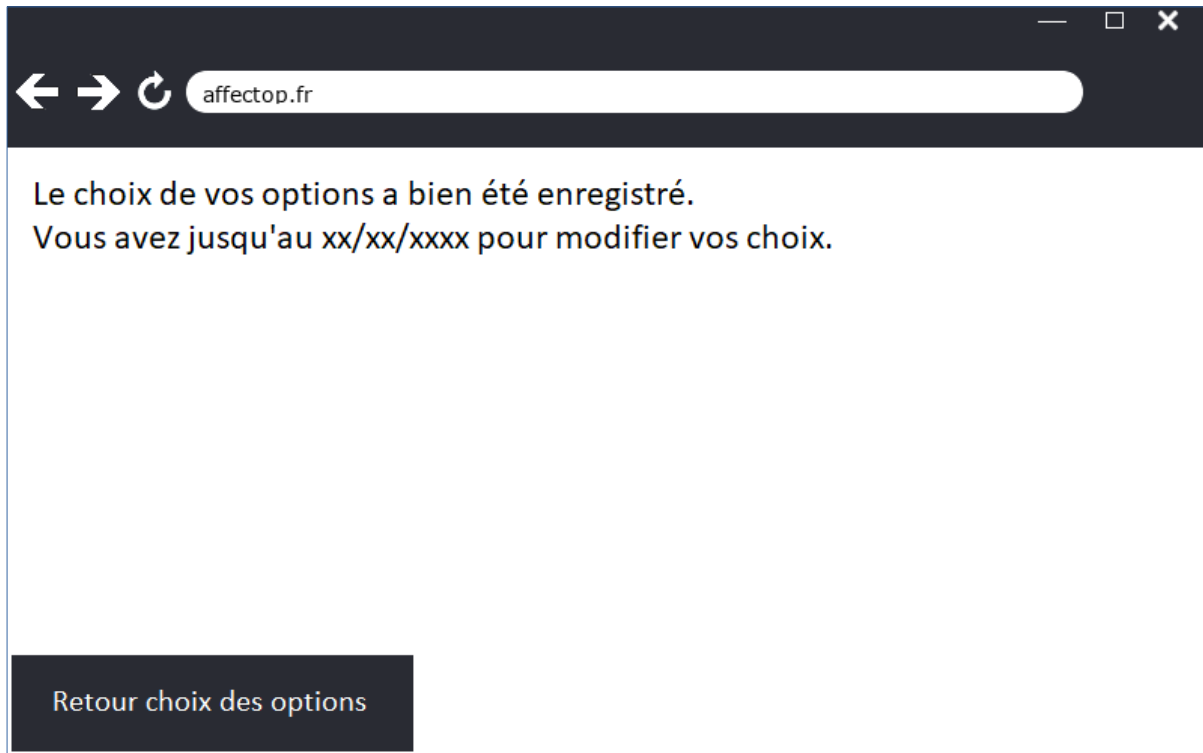 affectop.fr
Le choix de vos options a bien été enregistré.
Vous avez jusqu'au xx/xx/xxxx pour modifier vos choix.
Retour choix des options